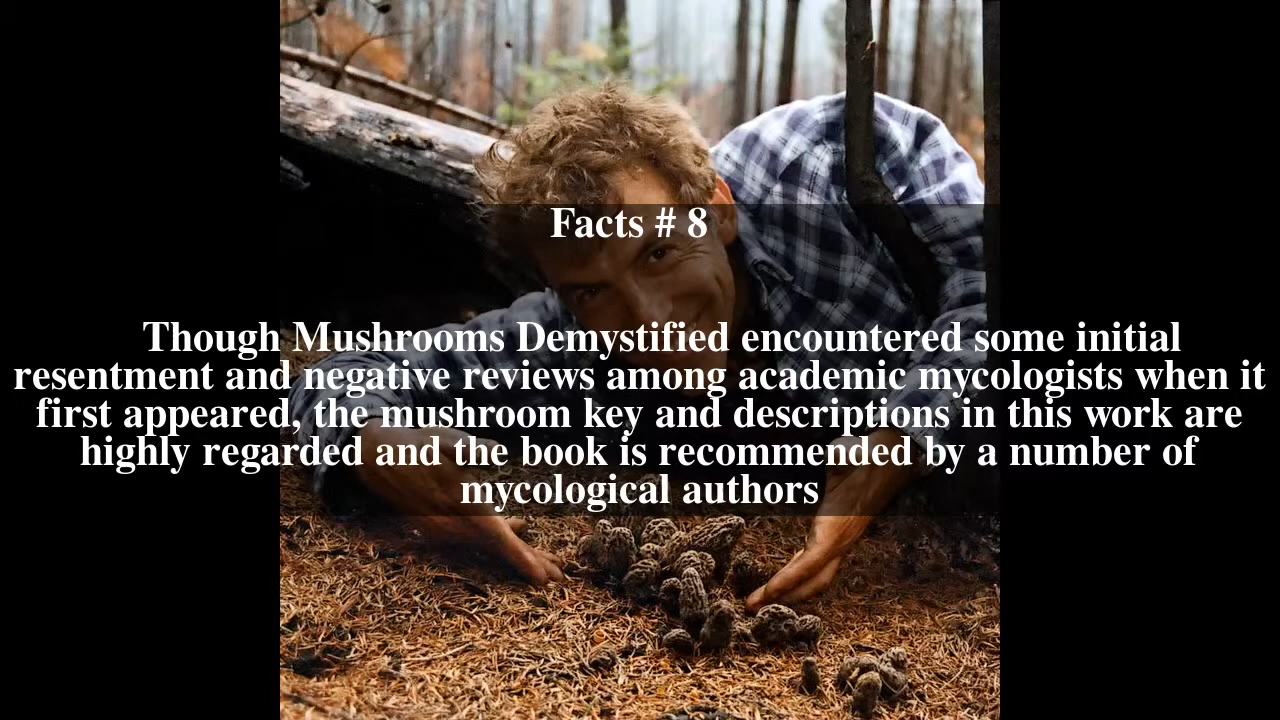 Facts # 8
Though Mushrooms Demystified encountered some initial
resentment and negative reviews among academic mycologists when it
first appeared, the mushroom key and descriptions in this work are
highly regarded and the book is recommended by a number of
mycological authors